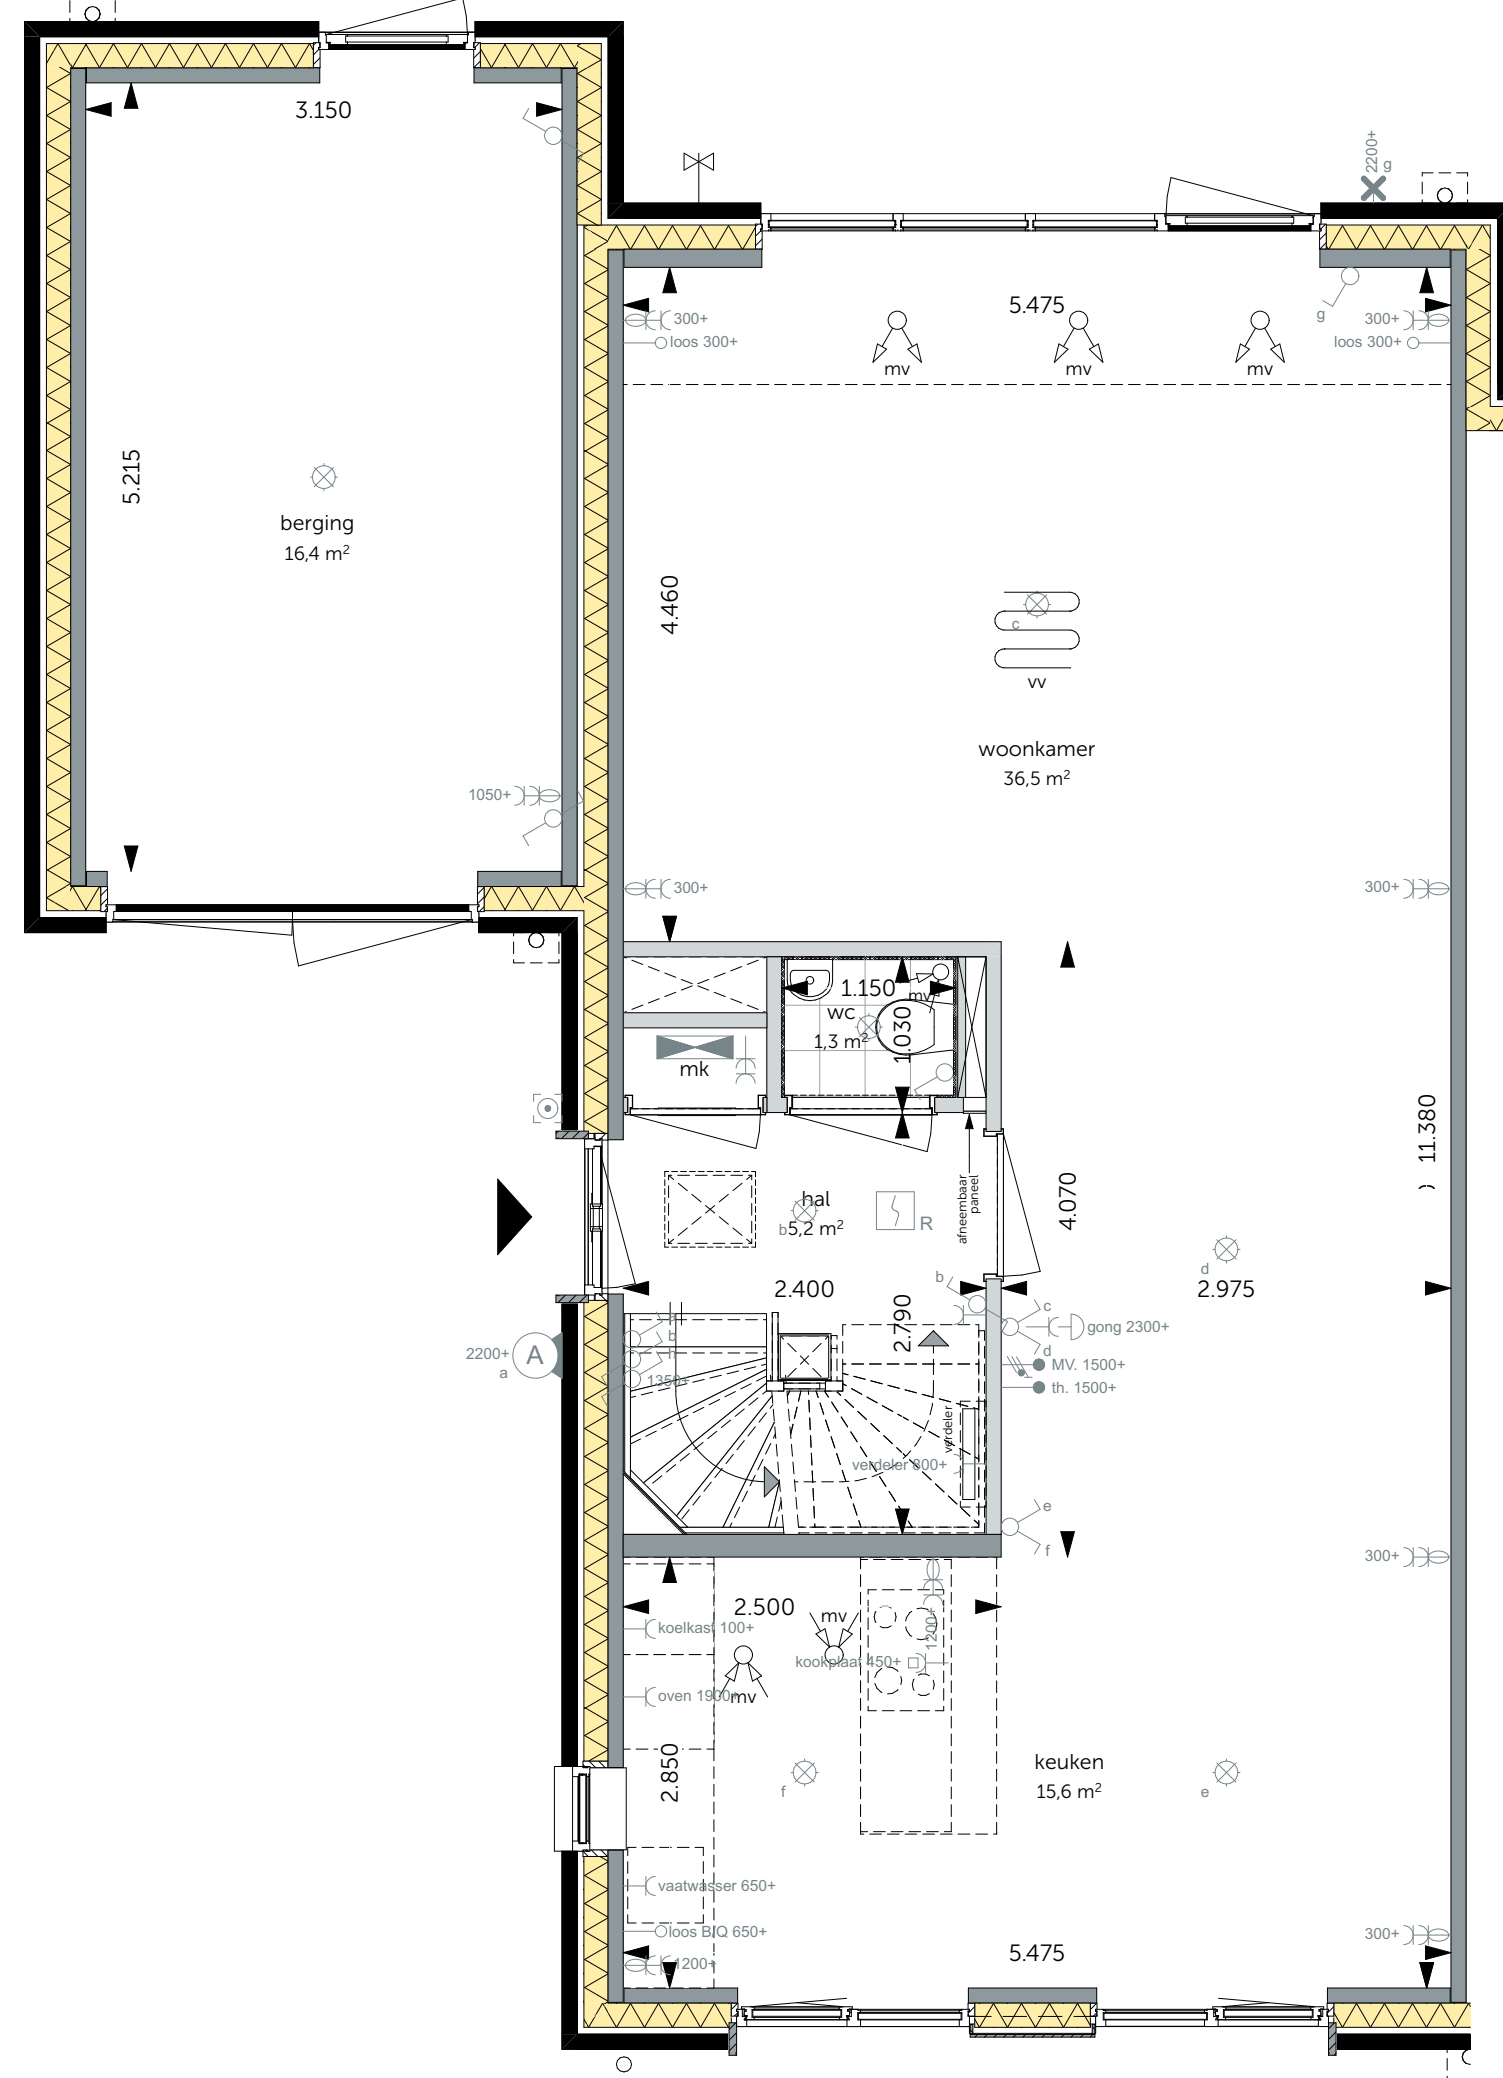 3.150
2200+
g
5.475
300+
loos 300+
g
300+
loos 300+
mv
mv
mv
5.215
berging
16,4 m²
4.460
c
vv
woonkamer
36,5 m²
1050+
300+
300+
1.150
mv
wc
1,3 m²
1.030
mk
11.380
afneembaar
paneel
hal
b
5,2 m²
R
4.070
d
2.400
2.975
b
c
2.790
gong 2300+
d
a
b
h
2200+
A
a
1350+
MV. 1500+
th. 1500+
verdeler
verdeler 800+
e
f
300+
2.500
mv
1200+
koelkast 100+
kookplaat 450+
oven 1900+
mv
2.850
keuken
15,6 m²
f
e
vaatwasser 650+
loos B/Q 650+
300+
1200+
5.475